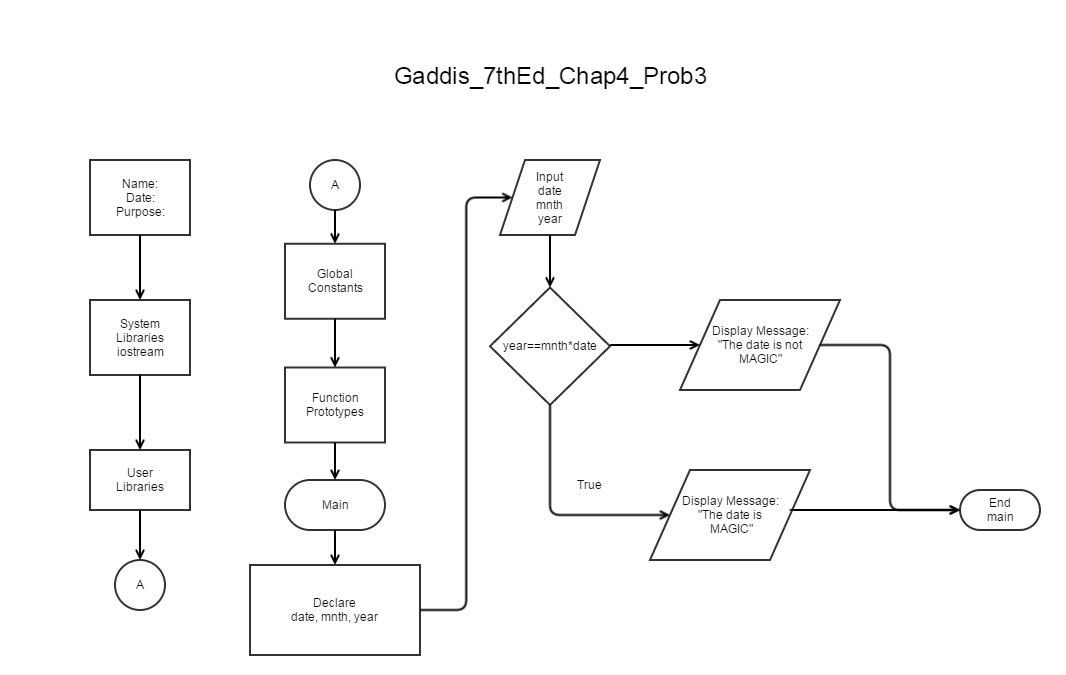 Gaddis_7thEd_Chap4_Prob3
Name:
Date:
Purpose:
System
Libraries
iostream
User
Libraries
A
A
Global
Constants
Function
Prototypes
Main
Declare
date, mnth, year
Input
date
mnth
year
year==mnth*date
Display Message:
"The date is not
MAGIC"
True
Display Message:
"The date is
MAGIC"
End
main